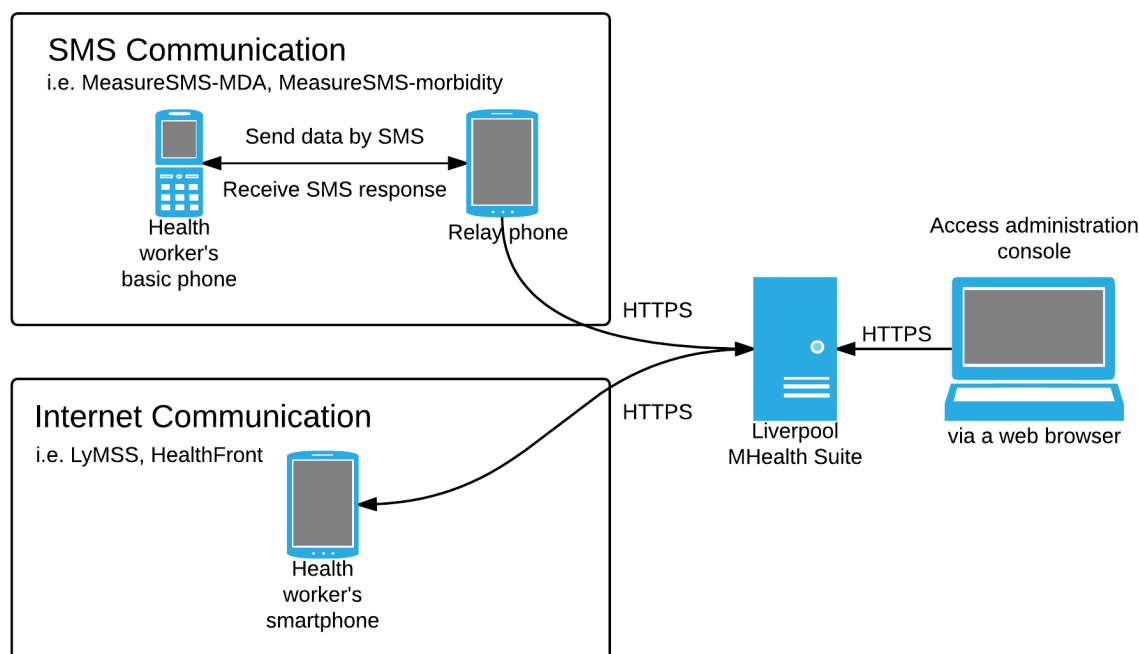 SMS Communication
i.e. MeasureSMS-MDA, MeasureSMS-morbidity
Send data by SMS
Receive SMS response
Health
worker's
basic phone
Relay phone
HTTPS
Access administration
console
HTTPS
Liverpool
MHealth Suite
via a web browser
Internet Communication
i.e. LyMSS, HealthFront
HTTPS
Health
worker's
smartphone